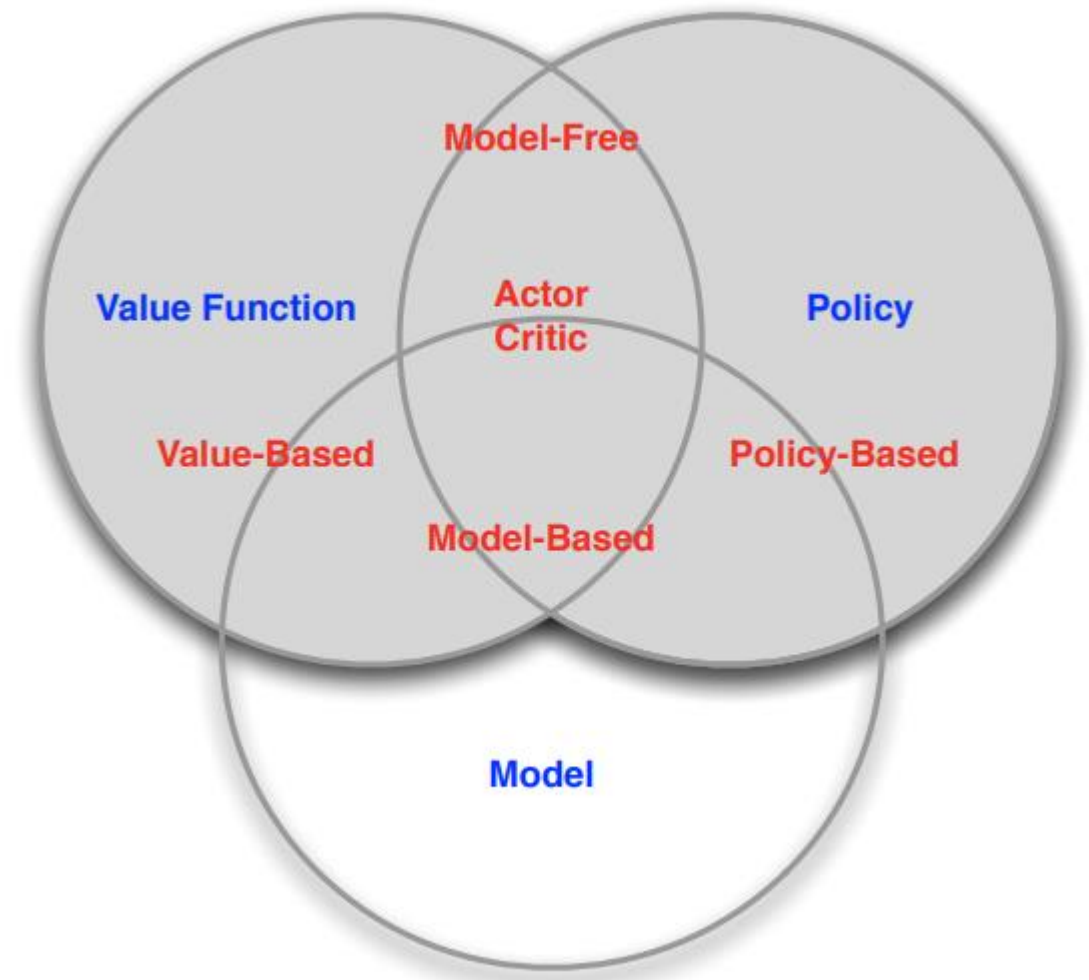 Model-Free
Actor
Critic
Value Function
Policy
Value-Based
Policy-Based
Model-Based
Model